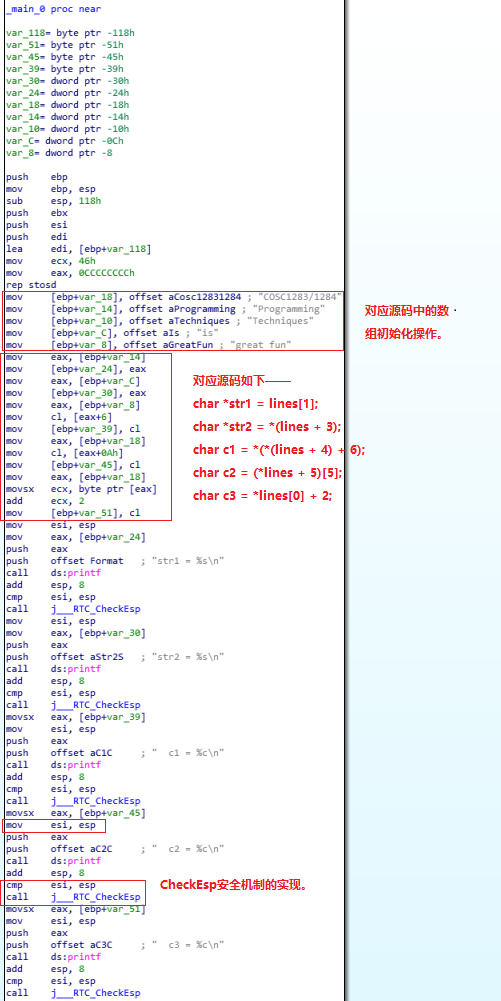 _main_0 proc near
var_118= byte ptr -118h
var_51= byte ptr -51h
var_45= byte ptr -45h
var_39= byte ptr -39h
var_30= dword ptr -30h
var_24= dword ptr -24h
var_18= dword ptr -18h
var_14= dword ptr -14h
var_10= dword ptr -10h
var_C= dword ptr -0Ch
var_8= dword ptr -8
push ebp
mov ebp, esp
sub esp, 118h
push ebx
push esi
push edi
lea edi, [ebp+var_118]
mov ecx, 46h
mov eax, 0CCCCCCCCh
rep stosd
mov [ebp+var_18], offset aCosc12831284 ; "COSC1283/1284"
mov [ebp+var_14], offset aProgramming ; "Programming"
mov [ebp+var_10], offset aTechniques ; "Techniques"
mov [ebp+var_C], offset aIs ; "is"
mov [ebp+var_8], offset aGreatFun ; "great fun"
对应源码中的数·
组初始化操作。
mov eax, [ebp+var_14]
mov [ebp+var_24], eax
mov eax, [ebp+var_C]
mov [ebp+var_30], eax
mov eax, [ebp+var_8]
mov cl, [eax+6]
mov [ebp+var_39], cl
mov eax, [ebp+var_18]
mov cl, [eax+0Ah]
mov [ebp+var_45], cl
mov eax, [ebp+var_18]
movsx ecx, byte ptr [eax]
add ecx, 2
mov [ebp+var_51], cl
对应源码如下——
char *str1 = lines[1];
char *str2 = *(lines + 3);
char c1 = *(*(lines + 4) + 6);
char c2 = (*lines + 5)[5];
char c3 = *lines[0] + 2;
mov esi, esp
mov eax, [ebp+var_24]
push eax
push offset Format ; "str1 = %s\n"
call ds:printf
add esp, 8
cmp esi, esp
call j___RTC_CheckEsp
mov esi, esp
mov eax, [ebp+var_30]
push eax
push offset aStr2S ; "str2 = %s\n"
call ds:printf
add esp, 8
cmp esi, esp
call j___RTC_CheckEsp
movsx eax, [ebp+var_39]
mov esi, esp
push eax
push offset aC1C ; "  c1 = %c\n"
call ds:printf
add esp, 8
cmp esi, esp
call j___RTC_CheckEsp
movsx eax, [ebp+var_45]
mov esi, esp
push eax
push offset aC2C ; "  c2 = %c\n"
call ds:printf
add esp, 8
cmp esi, esp
call j___RTC_CheckEsp
CheckEsp安全机制的实现。
movsx eax, [ebp+var_51]
mov esi, esp
push eax
push offset aC3C ; "  c3 = %c\n"
call ds:printf
add esp, 8
cmp esi, esp
call j___RTC_CheckEsp